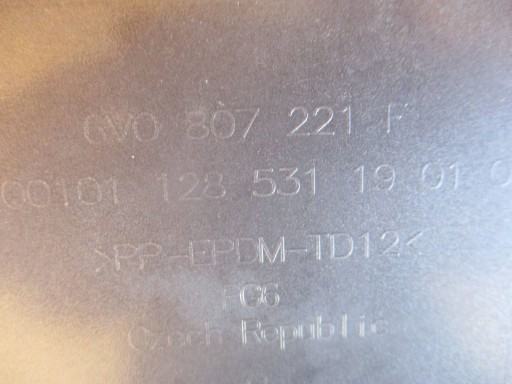 6V0 807 221 F
00101 128 531 19 01 0
>PP-EPDM-TD12<
FG6
Czech Republic